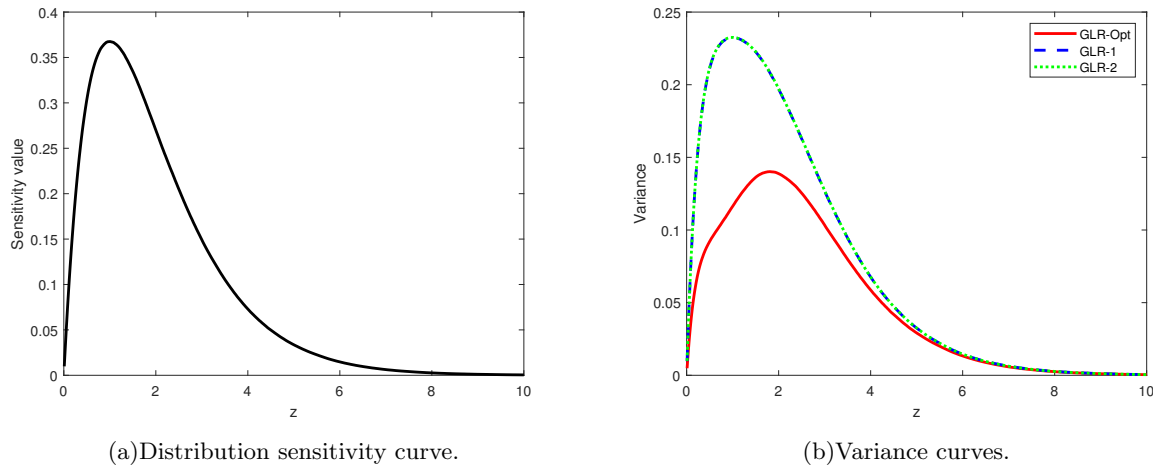 0.4
0.35
0.3
0.25
0.2
0.15
0.1
0.05
0
Sensitivity value
0 2 4 6 8 10
z
(a)Distribution sensitivity curve.
0.25
0.2
0.15
0.1
0.05
0
Variance
GLR-Opt
GLR-1
GLR-2
0 2 4 6 8 10
z
(b)Variance curves.